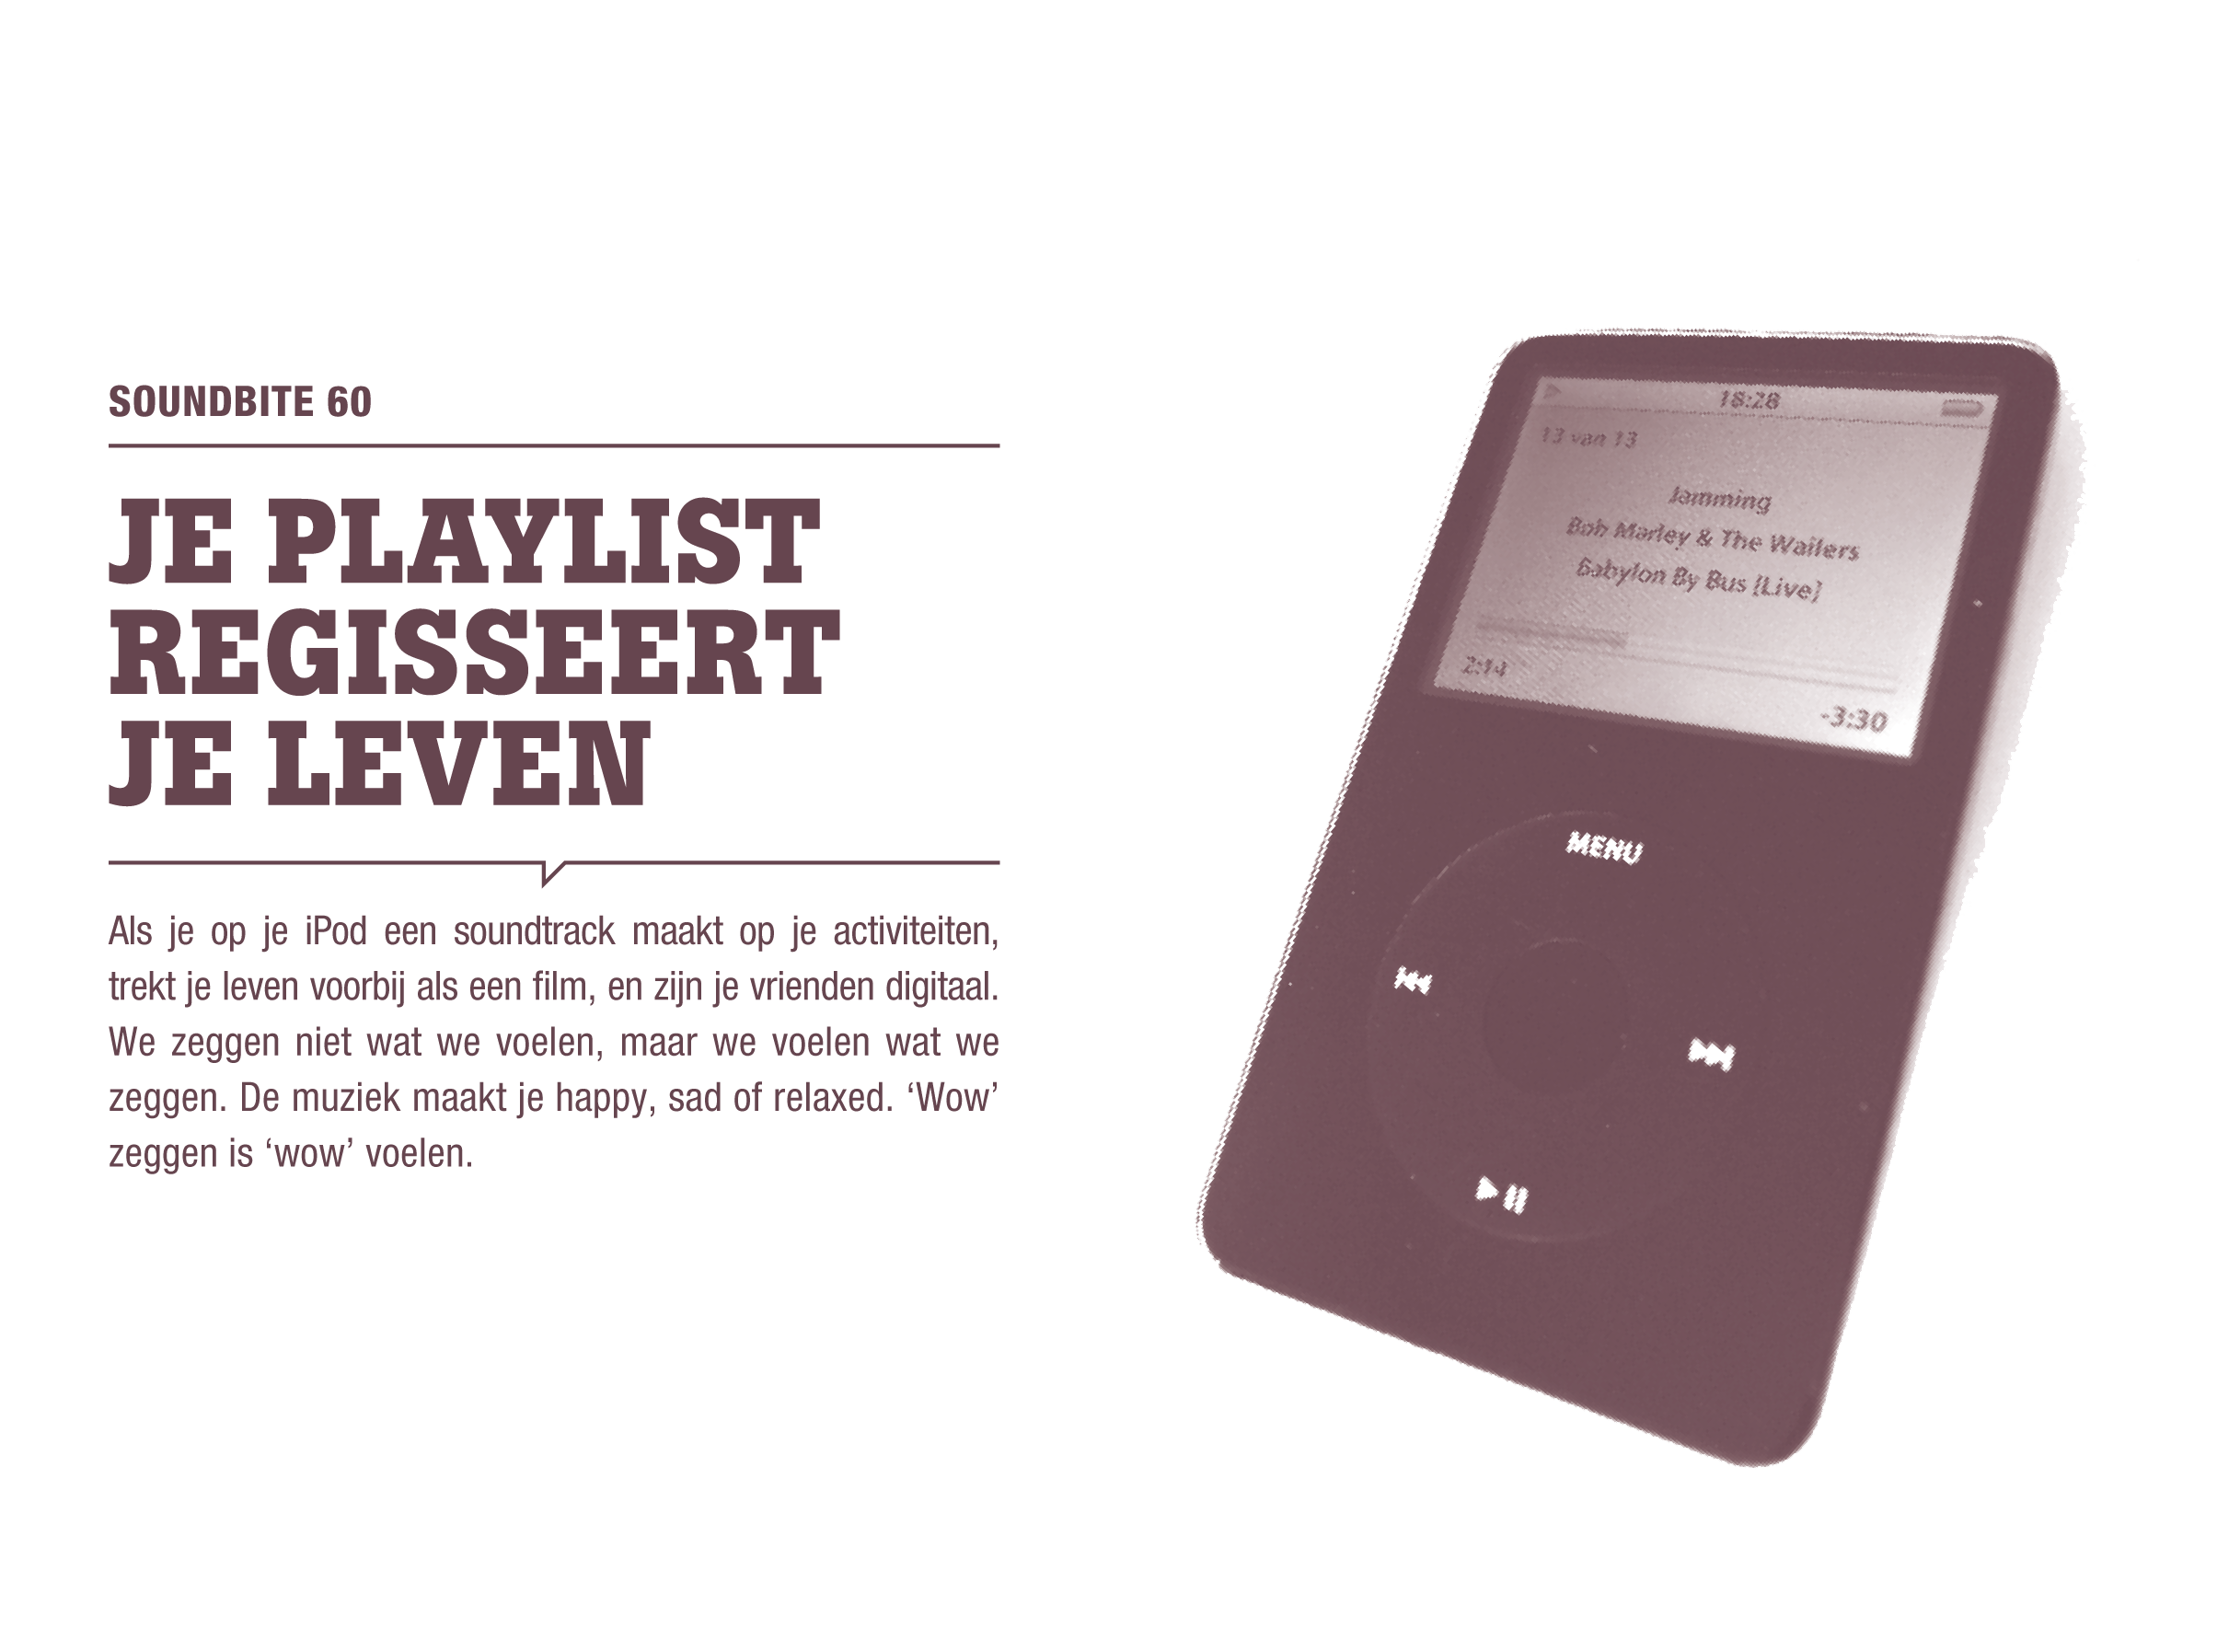 SOUNDBITE 60
JE PLAYLIST
REGISSEERT
JE LEVEN
Als je op je iPod een soundtrack maakt op je activiteiten,
trekt je leven voorbij als een film, en zijn je vrienden digitaal.
We zeggen niet wat we voelen, maar we voelen wat we
zeggen. De muziek maakt je happy, sad of relaxed. ‘Wow’
zeggen is ‘wow’ voelen.
18:28
13 van 13
Jamming
Bob Marley & The Wailers
Babylon By Bus [Live]
2:14
-3:30
MENU